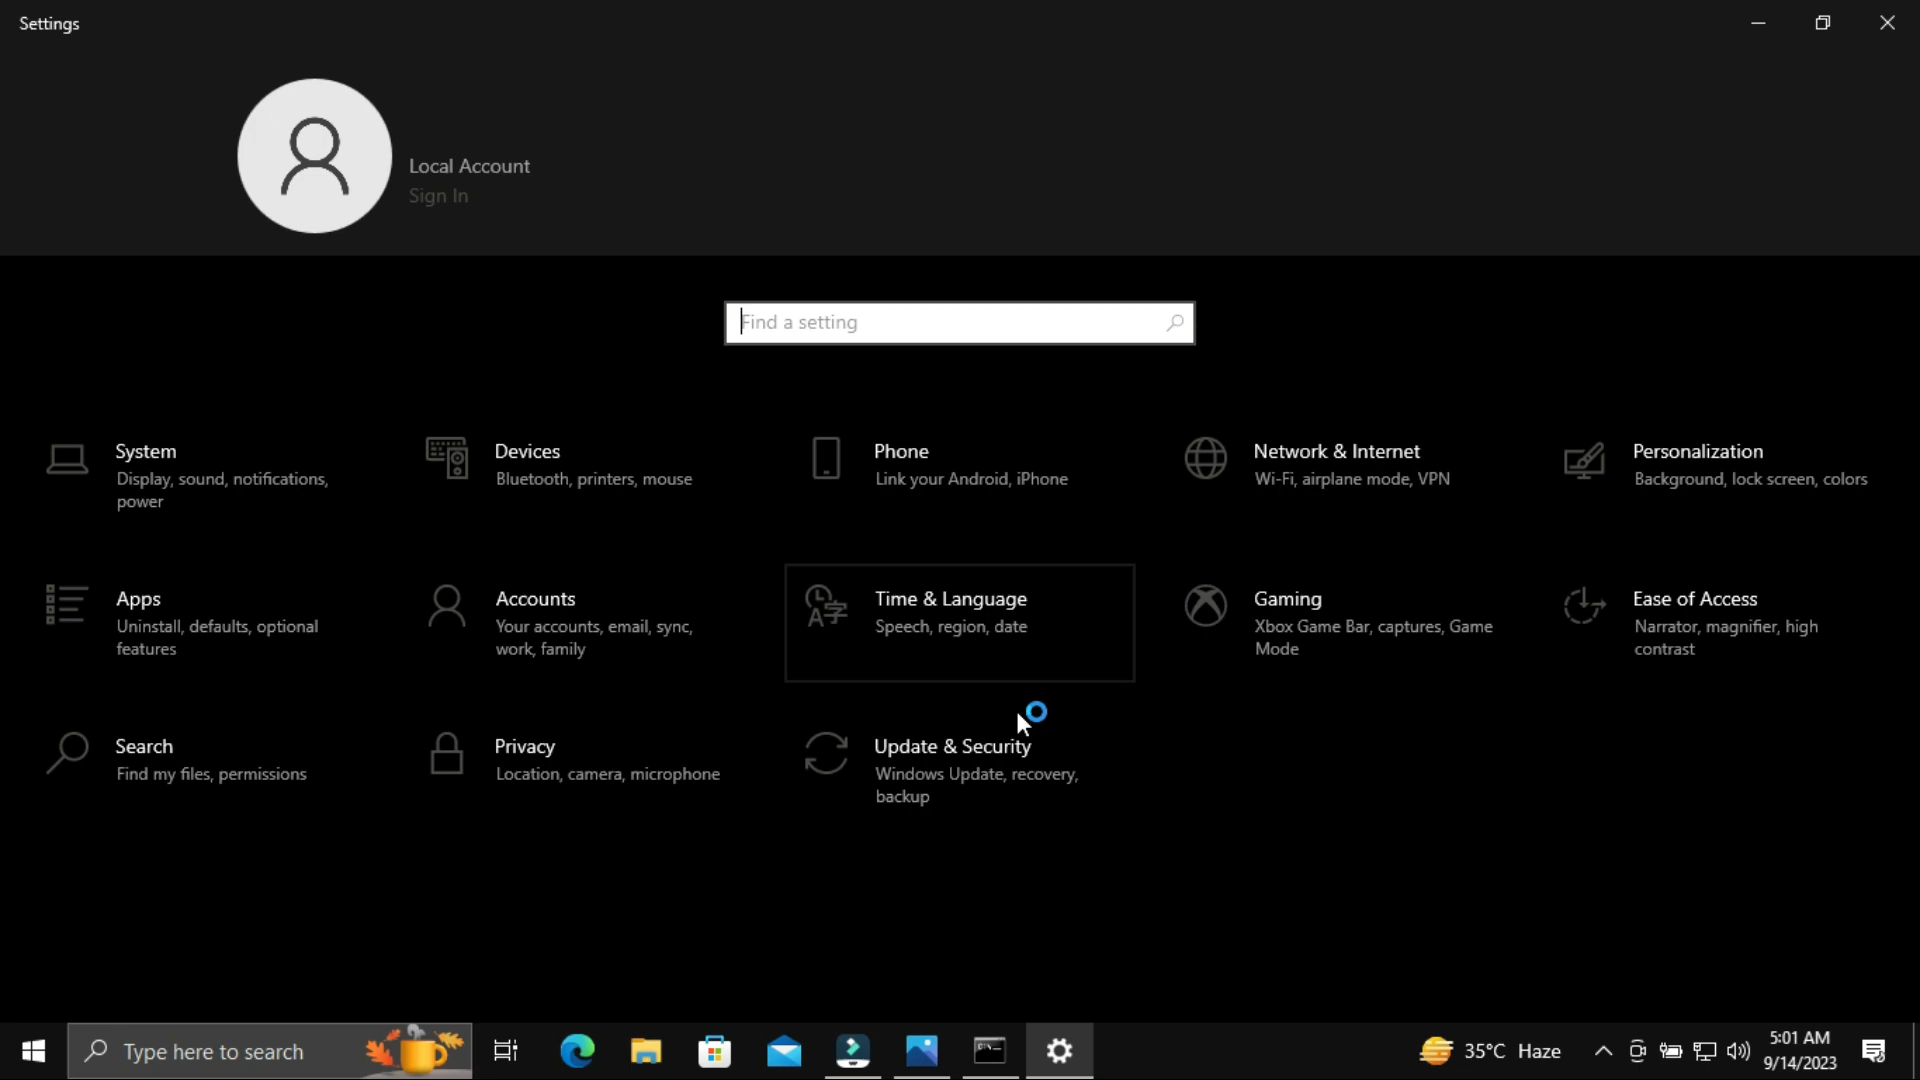 Settings
Local Account
Sign In
Find a setting
System
Display, sound, notifications,
power
Devices
Bluetooth, printers, mouse
Phone
Link your Android, iPhone
Network & Internet
Wi-Fi, airplane mode, VPN
Personalization
Background, lock screen, colors
Apps
Uninstall, defaults, optional
features
Accounts
Your accounts, email, sync,
work, family
Time & Language
Speech, region, date
Gaming
Xbox Game Bar, captures, Game
Mode
Ease of Access
Narrator, magnifier, high
contrast
Search
Find my files, permissions
Privacy
Location, camera, microphone
Update & Security
Windows Update, recovery,
backup
Type here to search
35°C Haze
5:01 AM
9/14/2023